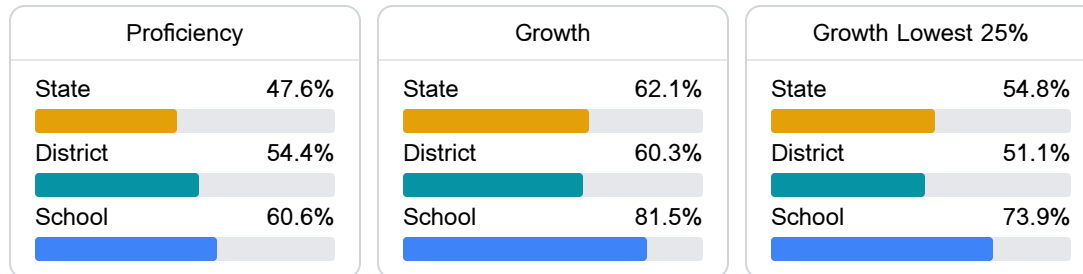 Proficiency
State 47.6%
District 54.4%
School 60.6%
Growth
State 62.1%
District 60.3%
School 81.5%
Growth Lowest 25%
State 54.8%
District 51.1%
School 73.9%